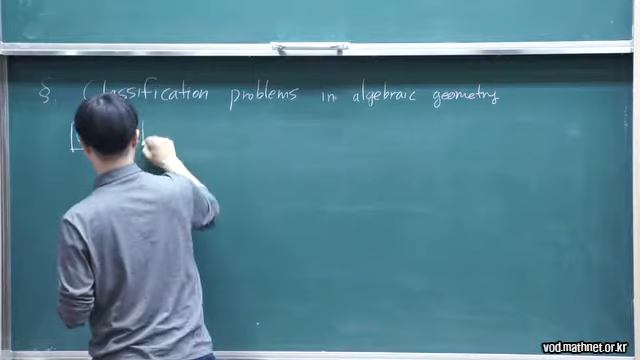 §. Classification problems in algebraic geometry
vod.mathnet.or.kr